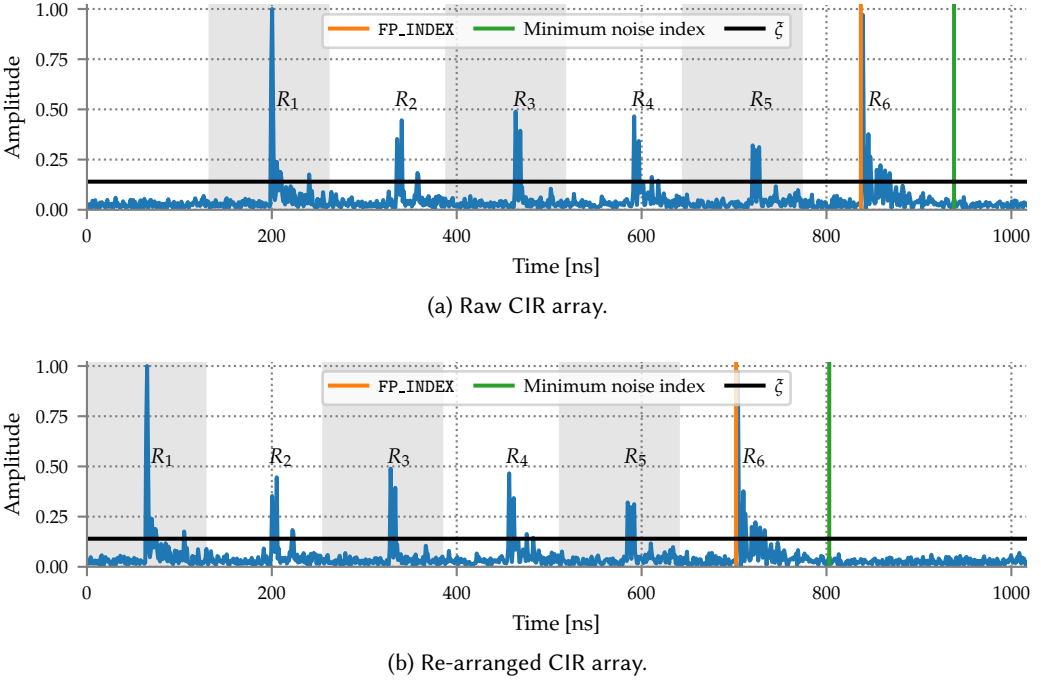 1.00
FP_INDEX Minimum noise index ξ
0.75
Amplitude
0.50
R1 R2 R3 R4 R5 R6
0.25
0.00
0 200 400 600 800 1000
Time [ns]
(a) Raw CIR array.
1.00
FP_INDEX Minimum noise index ξ
0.75
Amplitude
0.50
R1 R2 R3 R4 R5 R6
0.25
0.00
0 200 400 600 800 1000
Time [ns]
(b) Re-arranged CIR array.